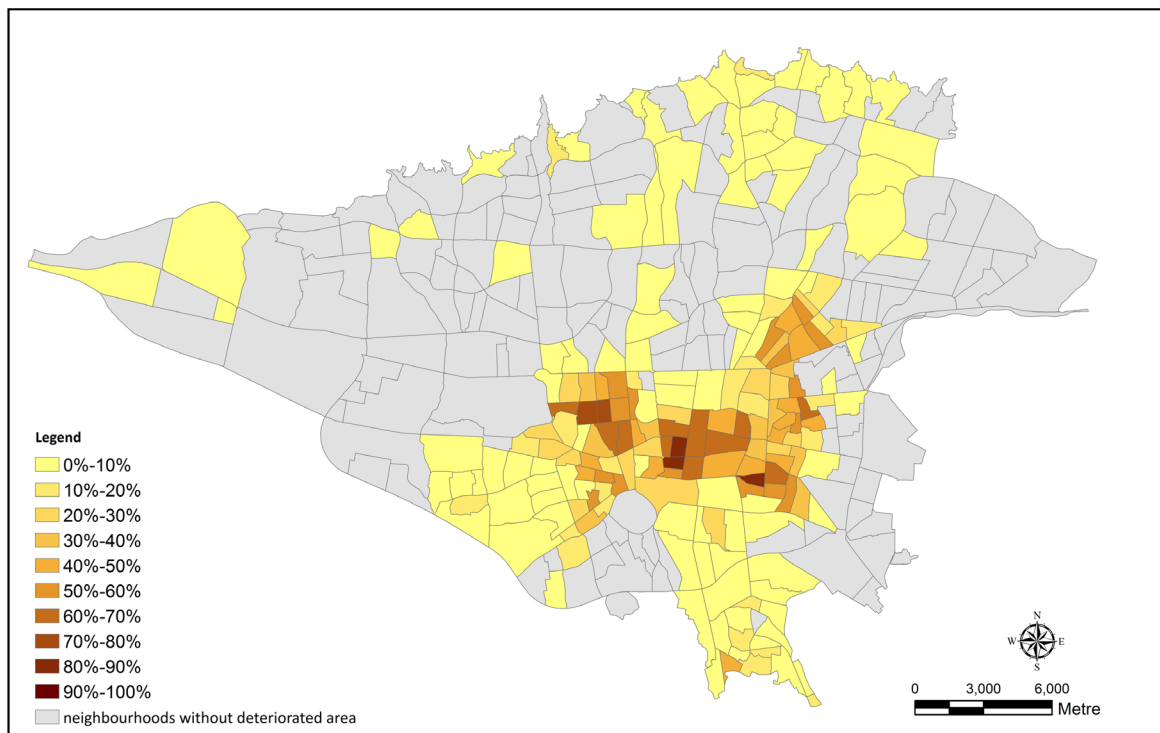 Legend
0%-10%
10%-20%
20%-30%
30%-40%
40%-50%
50%-60%
60%-70%
70%-80%
80%-90%
90%-100%
neighbourhoods without deteriorated area
N
W E
S
0 3,000 6,000
Metre